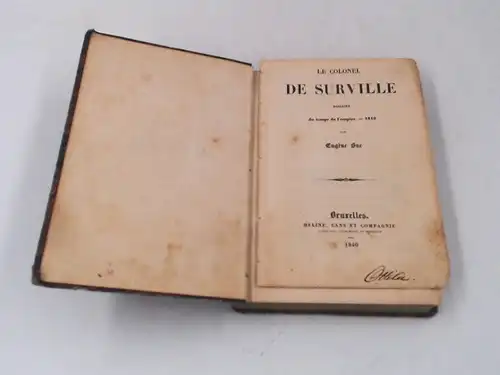 LE COLONEL
DE SURVILLE
du temps de l'empire. — 1810
PAR
Eugène Sue
Bruxelles.
MELINE, CANS ET COMPAGNIE
1840